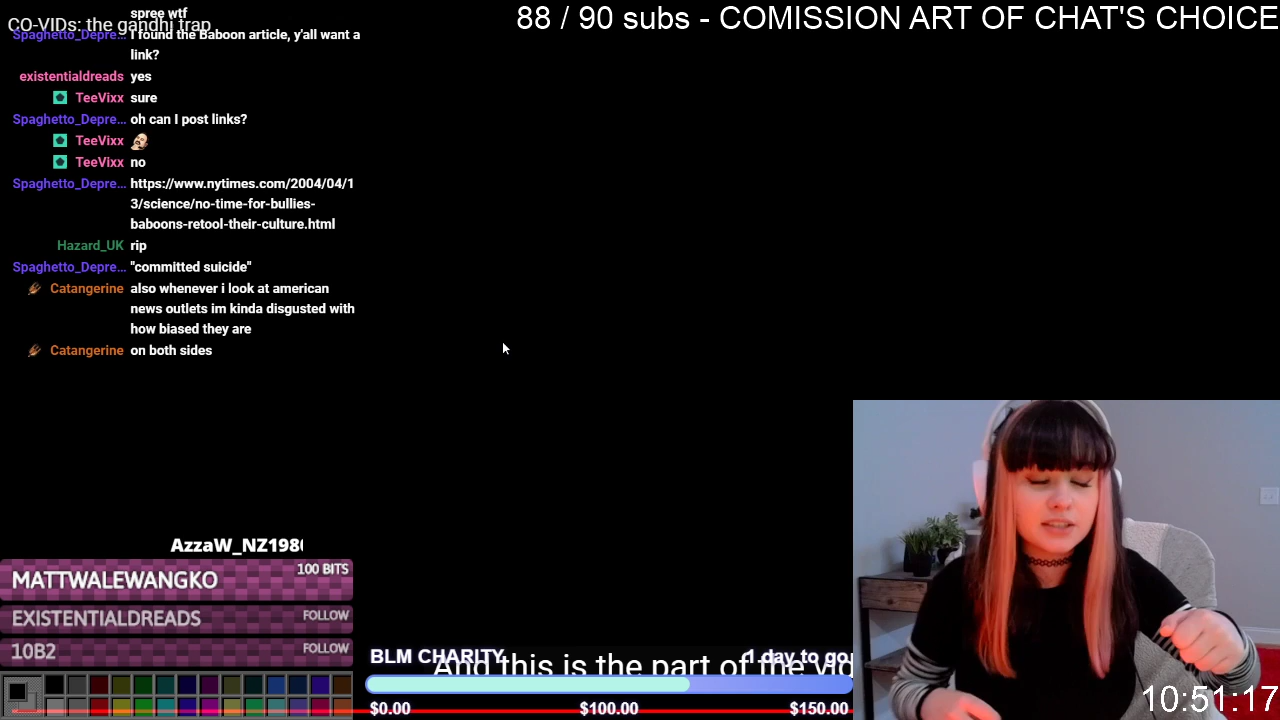 spree wtf
CO-VIDs: the gandhi trap
88 / 90 subs - COMISSION ART OF CHAT'S CHOICE
Spaghetto_Depre... I found the Baboon article, y'all want a
link?
existentialdreads yes
TeeVixx sure
Spaghetto_Depre... oh can I post links?
TeeVixx
TeeVixx no
Spaghetto_Depre... https://www.nytimes.com/2004/04/1
3/science/no-time-for-bullies-
baboons-retool-their-culture.html
Hazard_UK rip
Spaghetto_Depre... "committed suicide"
Catangerine also whenever i look at american
news outlets im kinda disgusted with
how biased they are
Catangerine on both sides
AzzaW_NZ198
MATTWALEWANGKO 100 BITS
EXISTENTIALDREADS FOLLOW
10B2 FOLLOW
BLM CHARITY 1 day to go
And this is the part of the vid
$0.00 $100.00 $150.00
10:51:17